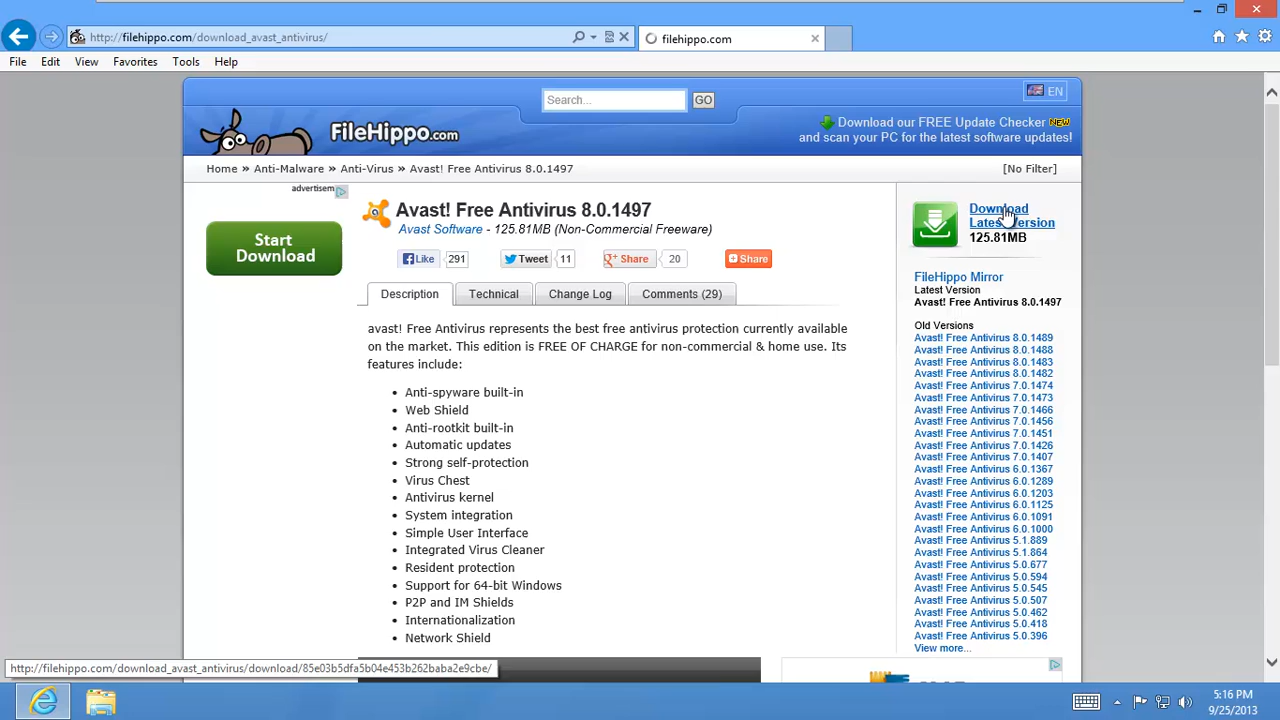 http://filehippo.com/download_avast_antivirus/
filehippo.com
File Edit View Favorites Tools Help
Search... GO
EN
FileHippo.com
Download our FREE Update Checker NEW
and scan your PC for the latest software updates!
Home » Anti-Malware » Anti-Virus » Avast! Free Antivirus 8.0.1497
[No Filter]
advertisem
Start
Download
Avast! Free Antivirus 8.0.1497
Avast Software - 125.81MB (Non-Commercial Freeware)
Like 291 Tweet 11 Share 20 Share
Description Technical Change Log Comments (29)
avast! Free Antivirus represents the best free antivirus protection currently available
on the market. This edition is FREE OF CHARGE for non-commercial & home use. Its
features include:
• Anti-spyware built-in
• Web Shield
• Anti-rootkit built-in
• Automatic updates
• Strong self-protection
• Virus Chest
• Antivirus kernel
• System integration
• Simple User Interface
• Integrated Virus Cleaner
• Resident protection
• Support for 64-bit Windows
• P2P and IM Shields
• Internationalization
• Network Shield
Download
Latest Version
125.81MB
FileHippo Mirror
Latest Version
Avast! Free Antivirus 8.0.1497
Old Versions
Avast! Free Antivirus 8.0.1489
Avast! Free Antivirus 8.0.1488
Avast! Free Antivirus 8.0.1483
Avast! Free Antivirus 8.0.1482
Avast! Free Antivirus 7.0.1474
Avast! Free Antivirus 7.0.1473
Avast! Free Antivirus 7.0.1466
Avast! Free Antivirus 7.0.1456
Avast! Free Antivirus 7.0.1451
Avast! Free Antivirus 7.0.1426
Avast! Free Antivirus 7.0.1407
Avast! Free Antivirus 6.0.1367
Avast! Free Antivirus 6.0.1289
Avast! Free Antivirus 6.0.1203
Avast! Free Antivirus 6.0.1125
Avast! Free Antivirus 6.0.1091
Avast! Free Antivirus 6.0.1000
Avast! Free Antivirus 5.1.889
Avast! Free Antivirus 5.1.864
Avast! Free Antivirus 5.0.677
Avast! Free Antivirus 5.0.594
Avast! Free Antivirus 5.0.545
Avast! Free Antivirus 5.0.507
Avast! Free Antivirus 5.0.462
Avast! Free Antivirus 5.0.418
Avast! Free Antivirus 5.0.396
View more...
http://filehippo.com/download_avast_antivirus/download/85e03b5dfa5b04e453b262baba2e9cbe/
5:16 PM
9/25/2013